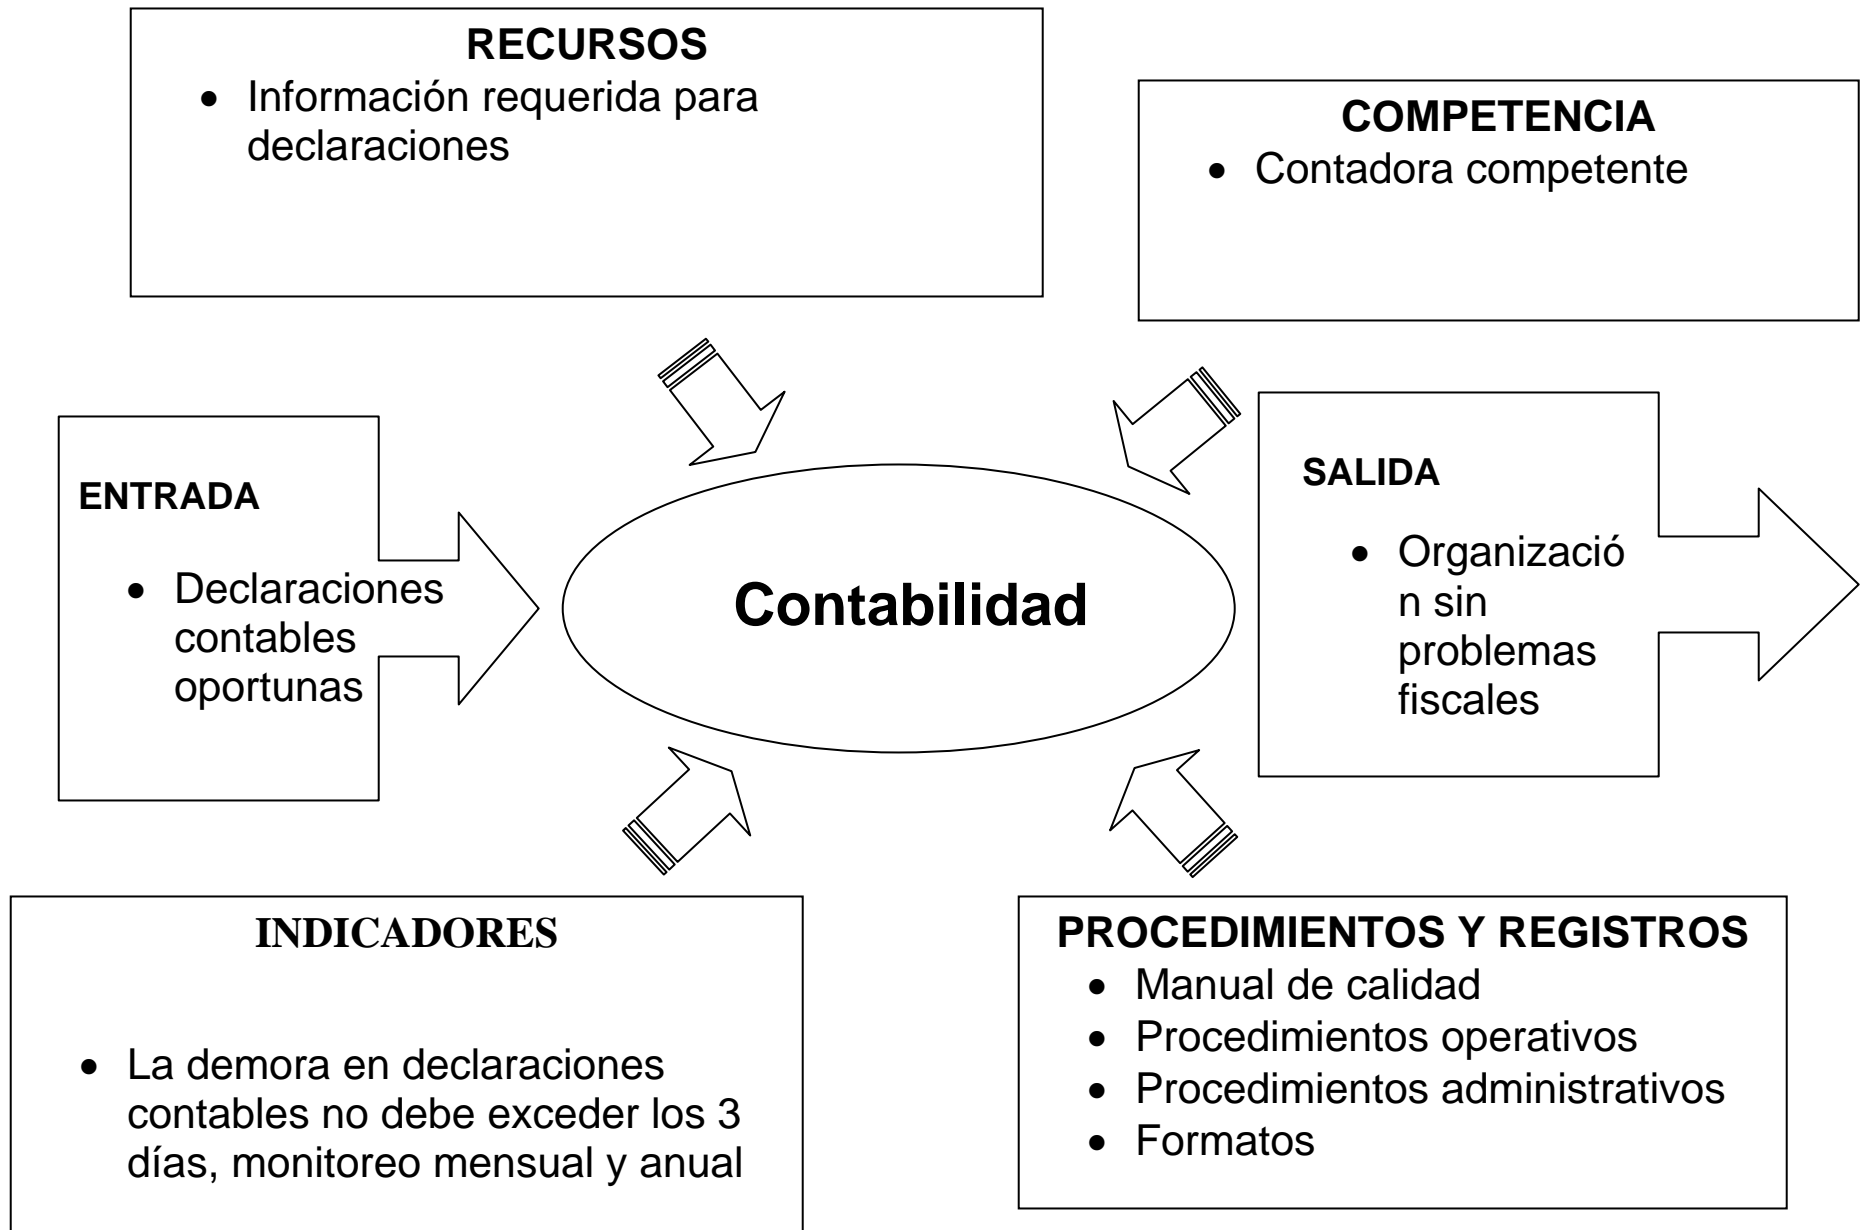 RECURSOS
• Información requerida para
declaraciones
COMPETENCIA
• Contadora competente
ENTRADA
• Declaraciones
contables
oportunas
Contabilidad
SALIDA
• Organizació
n sin
problemas
fiscales
INDICADORES
• La demora en declaraciones
contables no debe exceder los 3
días, monitoreo mensual y anual
PROCEDIMIENTOS Y REGISTROS
• Manual de calidad
• Procedimientos operativos
• Procedimientos administrativos
• Formatos